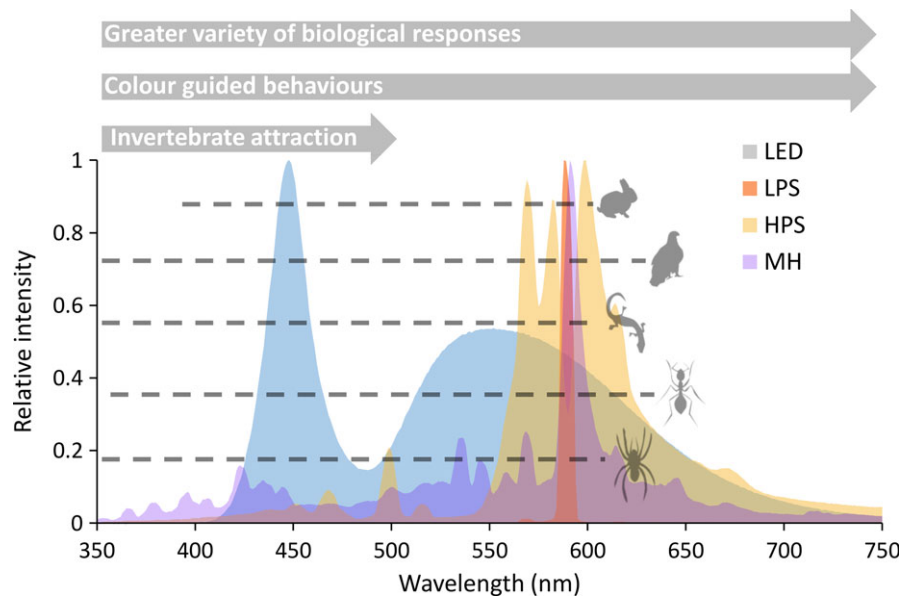 Greater variety of biological responses
Colour guided behaviours
Invertebrate attraction
1
0.8
0.6
0.4
0.2
0
Relative intensity
LED
LPS
HPS
MH
350 400 450 500 550 600 650 700 750
Wavelength (nm)